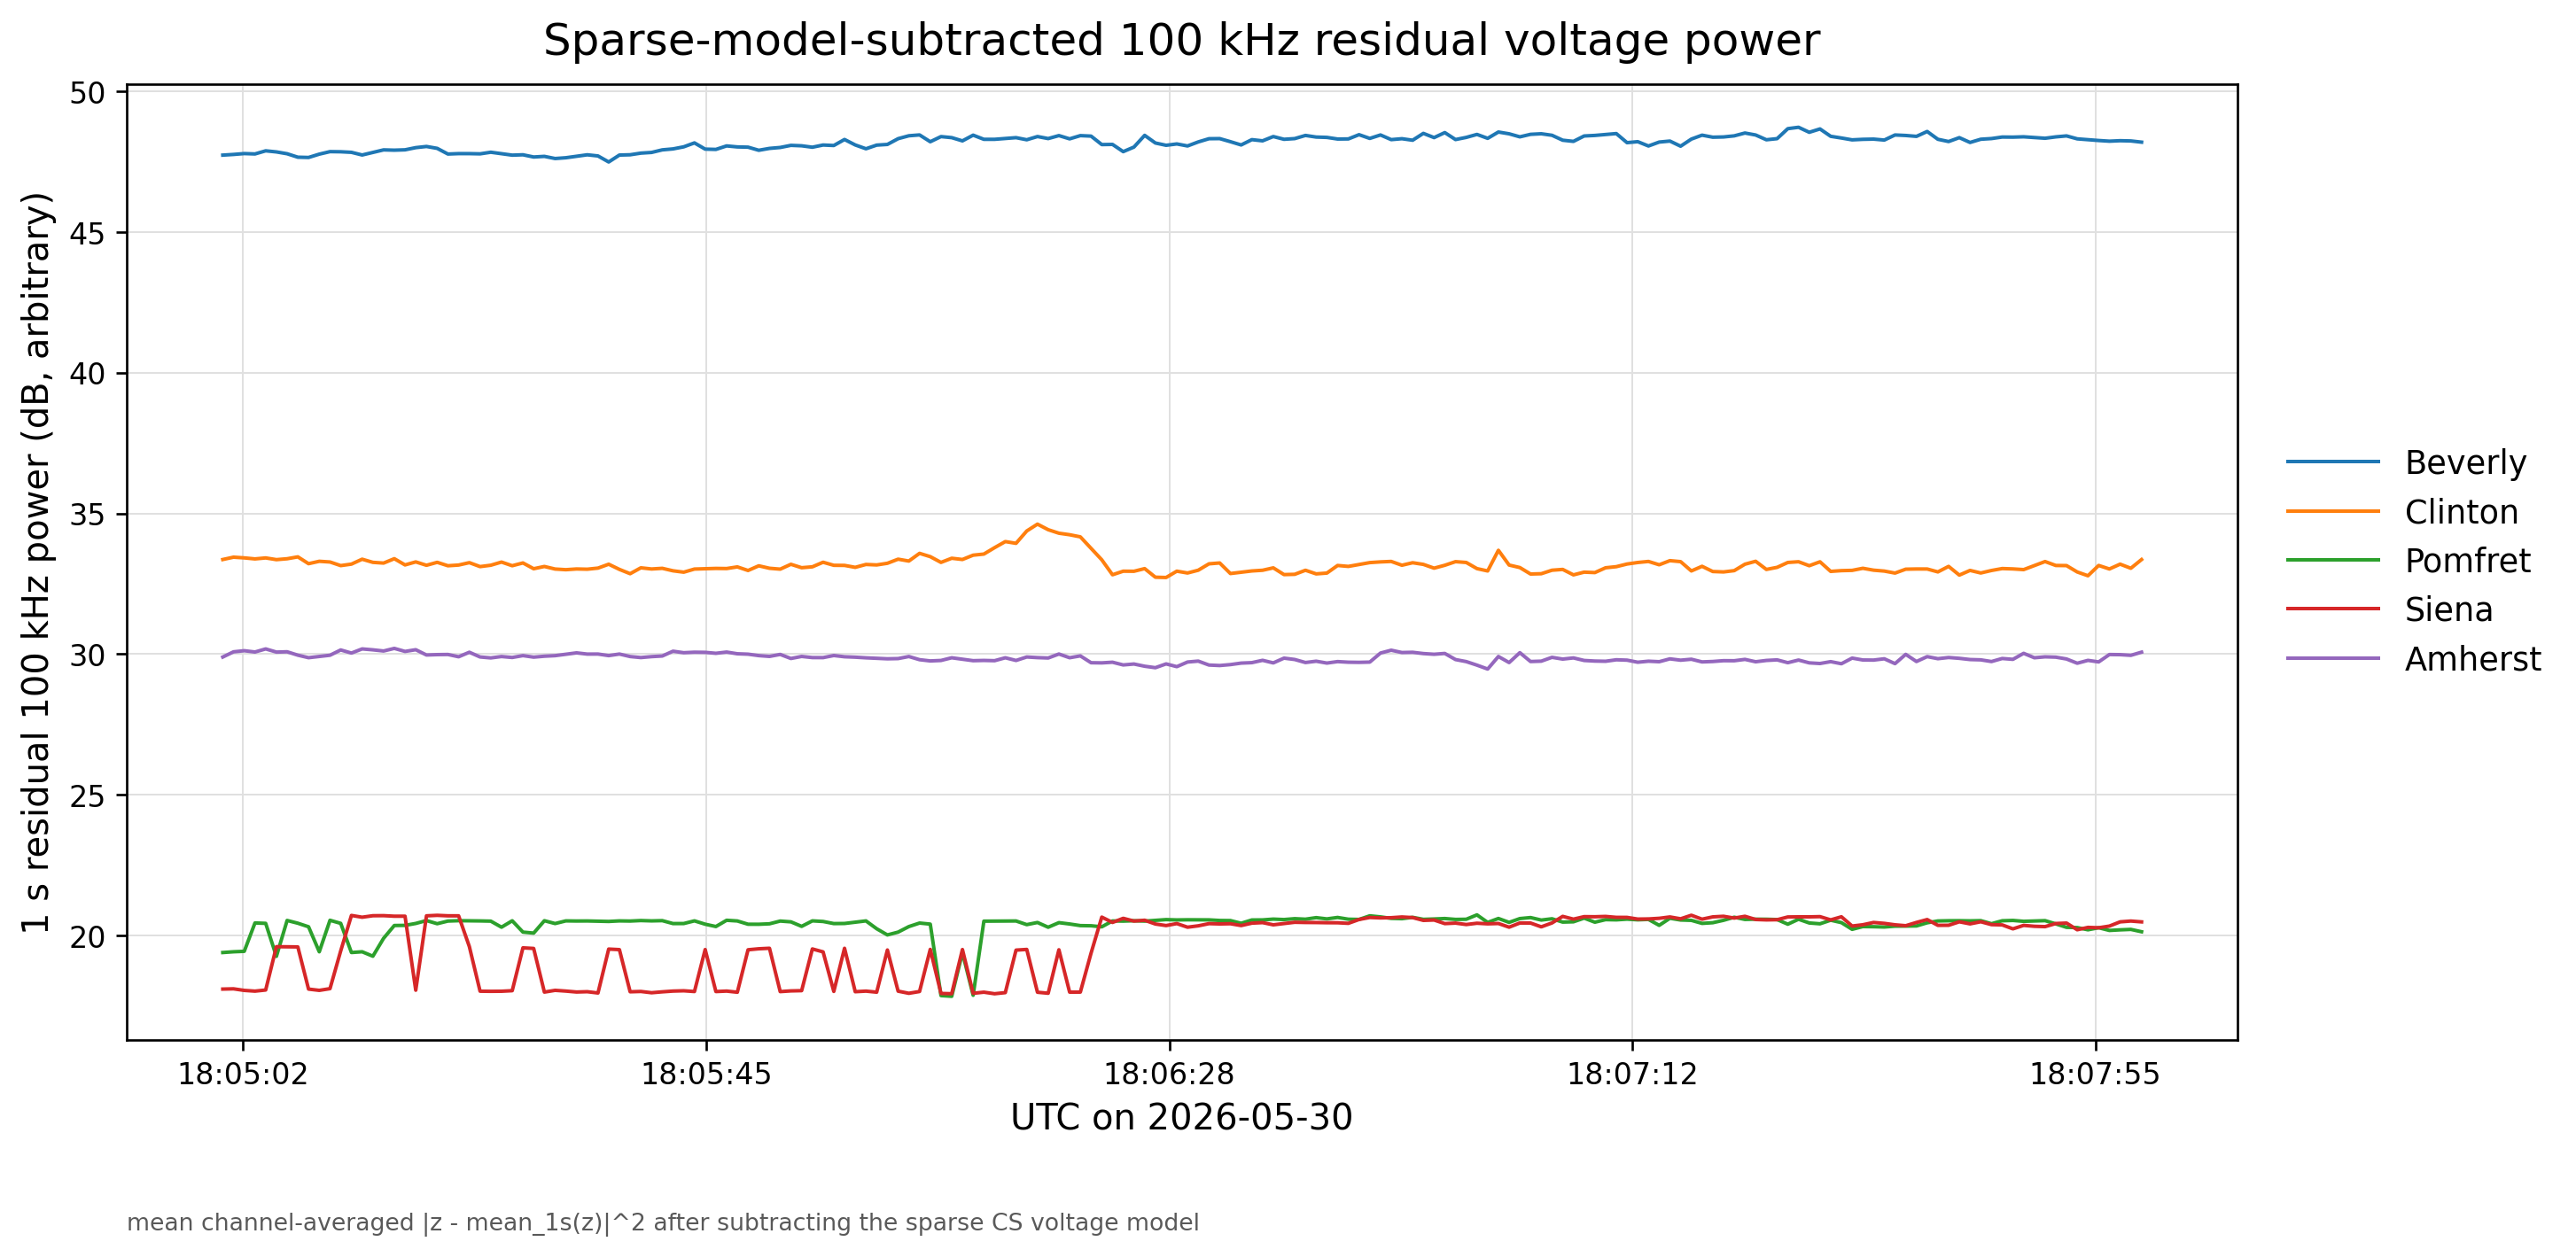 Sparse-model-subtracted 100 kHz residual voltage power
1 s residual 100 kHz power (dB, arbitrary)
50
45
40
35
30
25
20
18:05:02
18:05:45
18:06:28
18:07:12
18:07:55
UTC on 2026-05-30
Beverly
Clinton
Pomfret
Siena
Amherst
mean channel-averaged |z - mean_1s(z)|^2 after subtracting the sparse CS voltage model